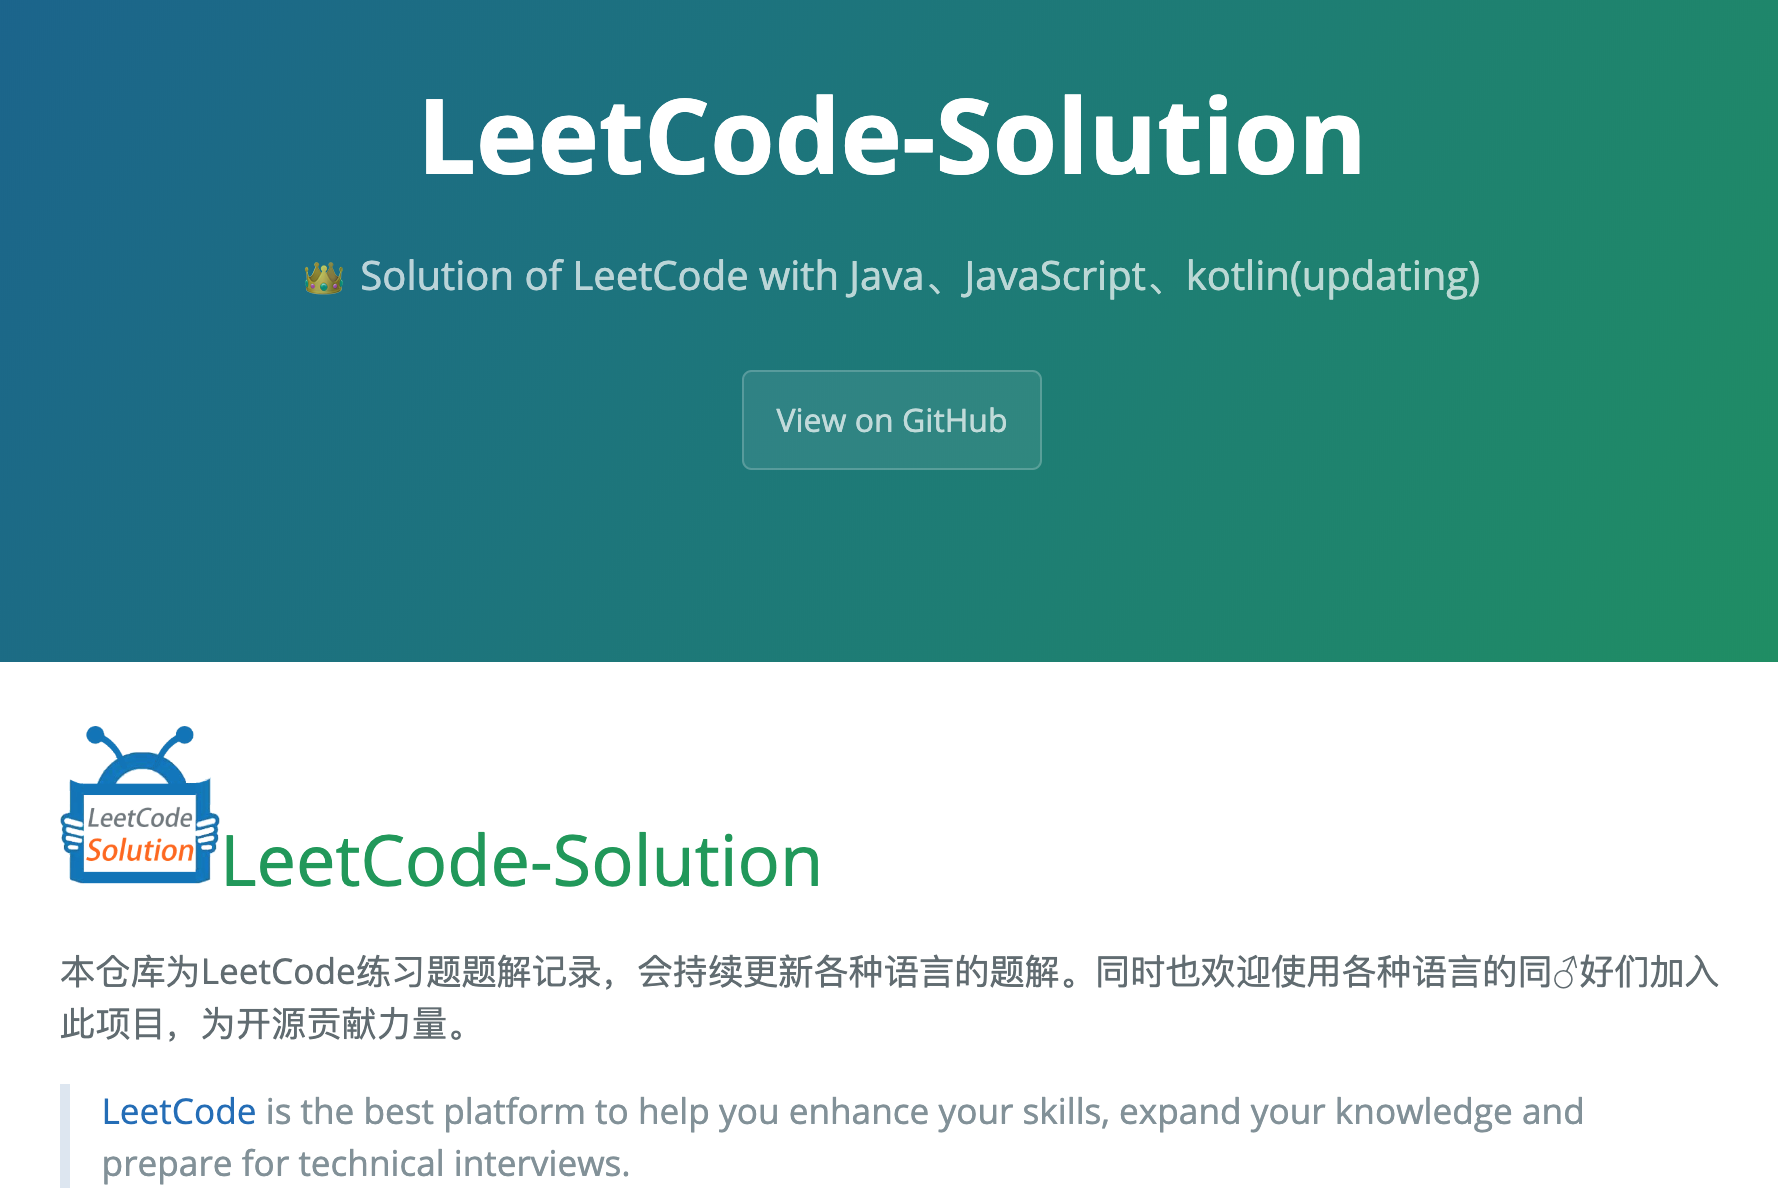 LeetCode-Solution
👑 Solution of LeetCode with Java、JavaScript、kotlin(updating)
View on GitHub
LeetCode
Solution
LeetCode-Solution
本仓库为LeetCode练习题题解记录，会持续更新各种语言的题解。同时也欢迎使用各种语言的同♂好们加入
此项目，为开源贡献力量。
LeetCode is the best platform to help you enhance your skills, expand your knowledge and
prepare for technical interviews.